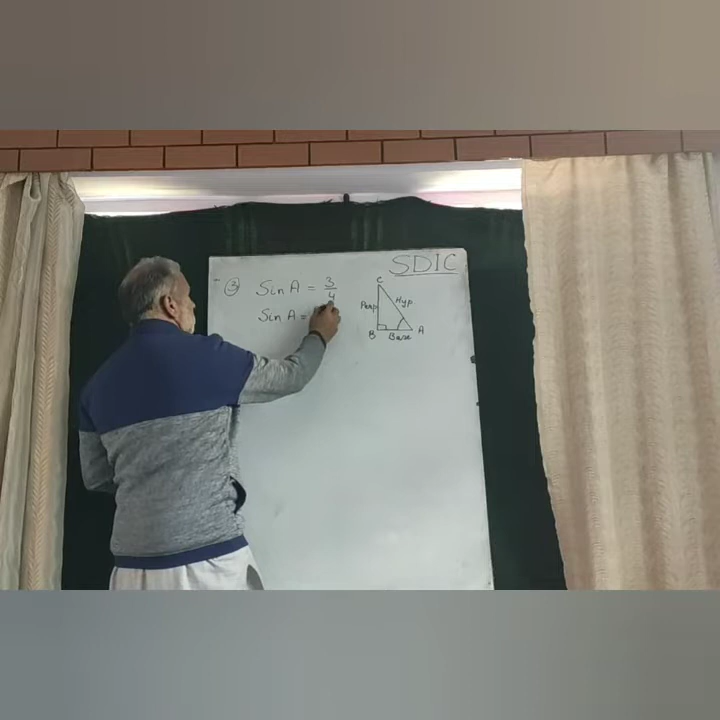 SDIC
③ Sin A = 3/4
Sin A =
C
Perp Hyp
B A
Base